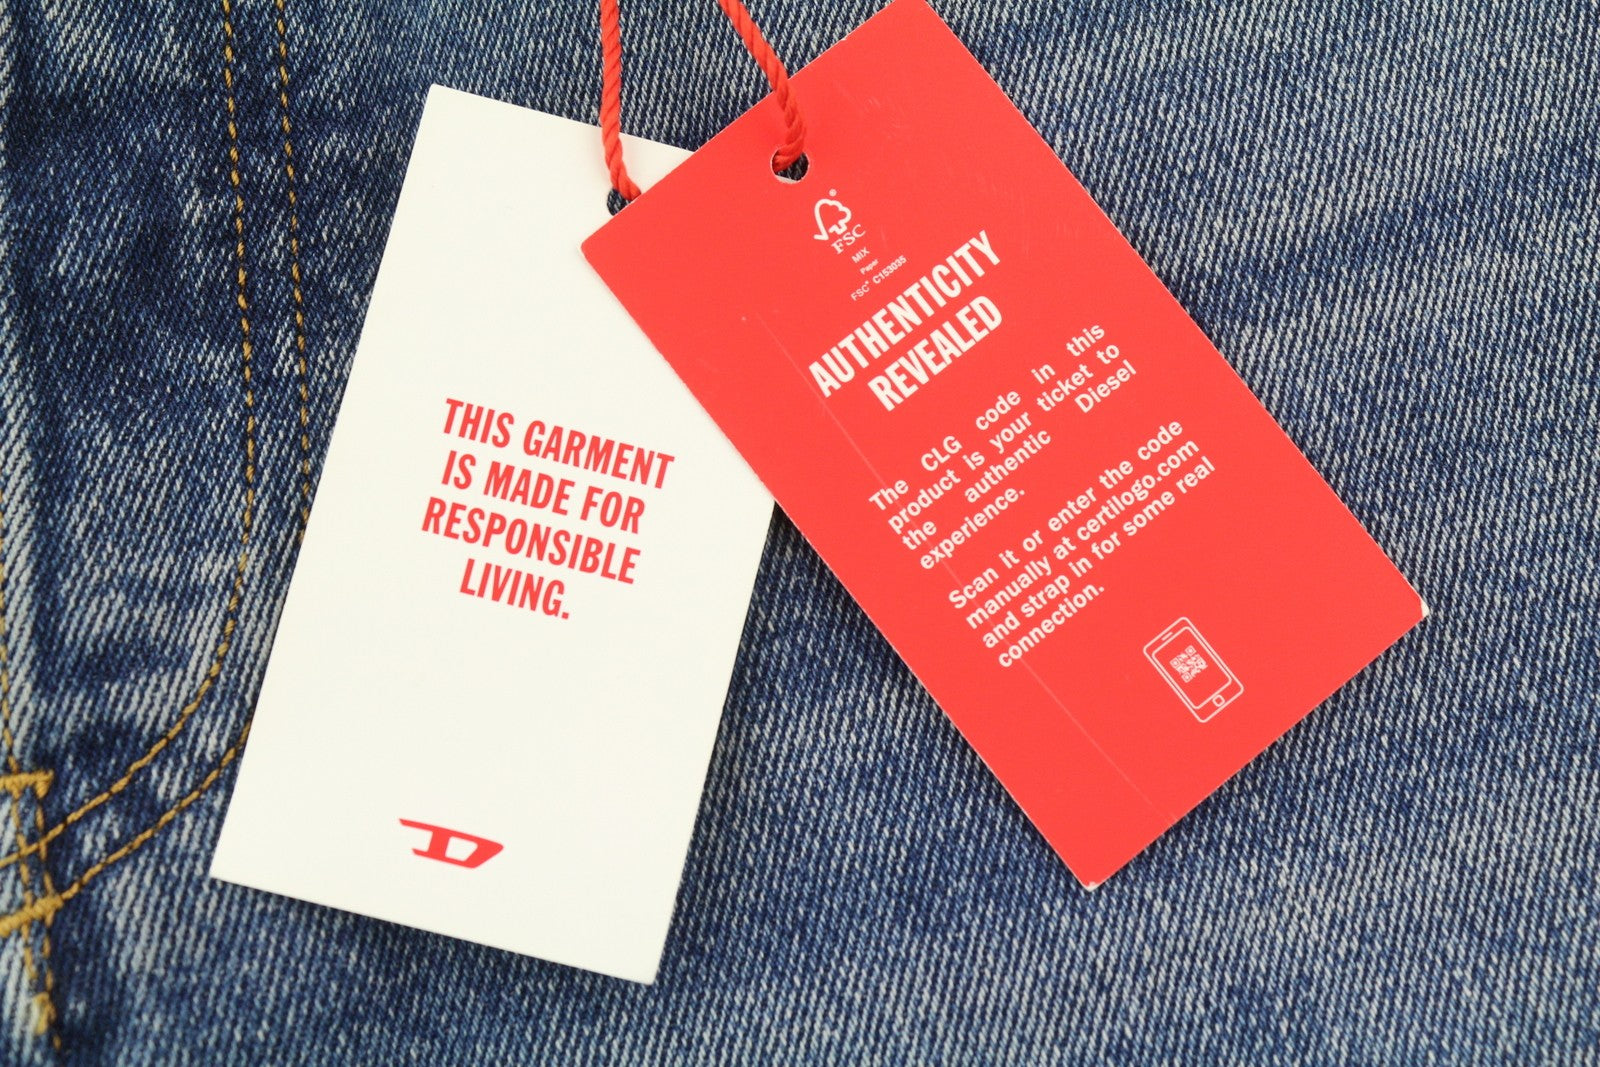 THIS GARMENT
IS MADE FOR
RESPONSIBLE
LIVING.
D
FSC®
MIX
Paper
FSC® C153035
AUTHENTICITY
REVEALED
The CLG code in this
product is your ticket to
the authentic Diesel
experience.
Scan it or enter the code
manually at certilogo.com
and strap in for some real
connection.